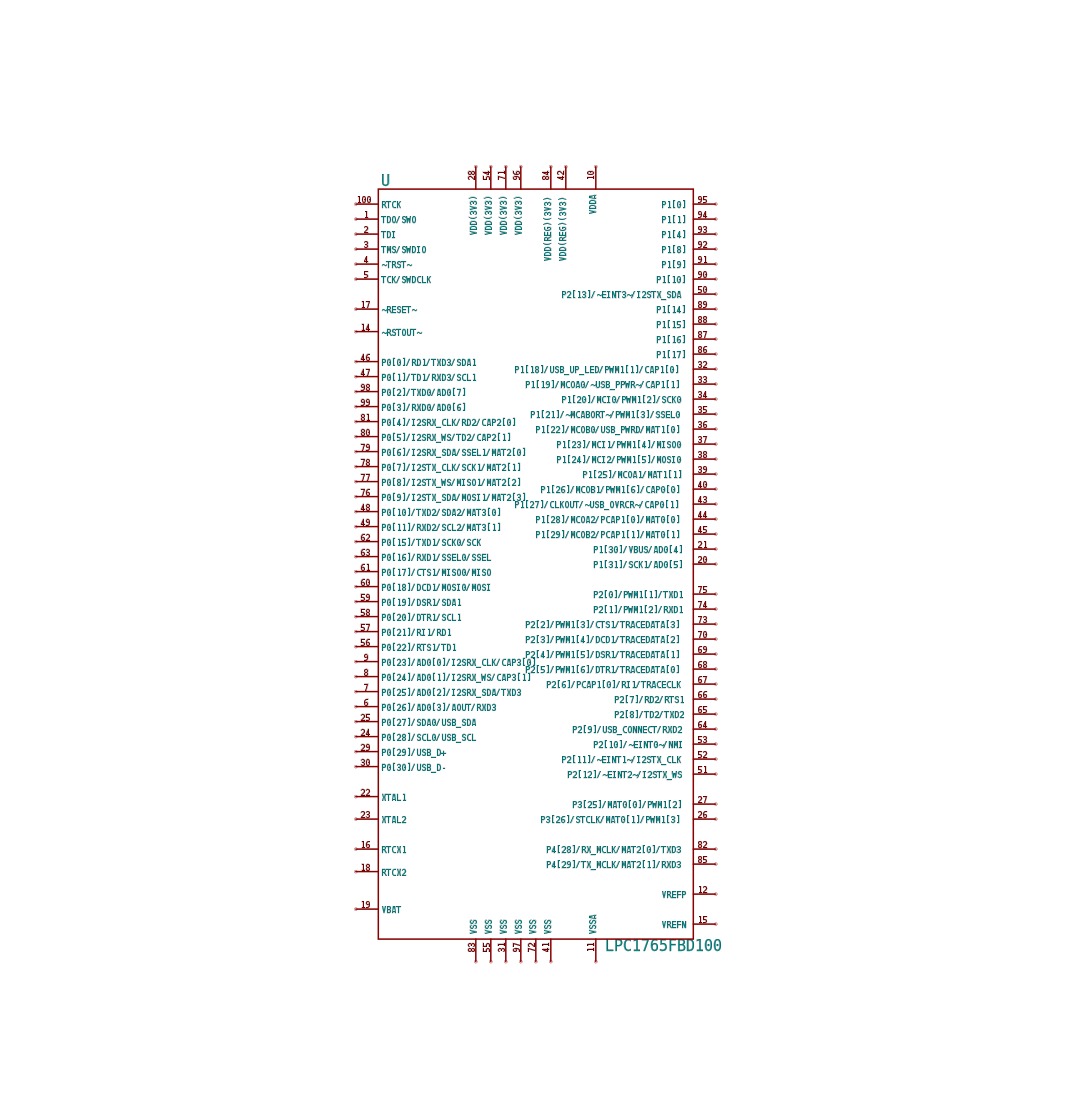 U
28 54 71 96 84 42 10
VDD(3V3) VDD(3V3) VDD(3V3) VDD(3V3) VDD(REG)(3V3) VDD(REG)(3V3) VDDA
100 RTCK
1 TDO/SWO
2 TDI
3 TMS/SWDIO
4 ~TRST~
5 TCK/SWDCLK
17 ~RESET~
14 ~RSTOUT~
46 P0[0]/RD1/TXD3/SDA1
47 P0[1]/TD1/RXD3/SCL1
98 P0[2]/TXD0/AD0[7]
99 P0[3]/RXD0/AD0[6]
81 P0[4]/I2SRX_CLK/RD2/CAP2[0]
80 P0[5]/I2SRX_WS/TD2/CAP2[1]
79 P0[6]/I2SRX_SDA/SSEL1/MAT2[0]
78 P0[7]/I2STX_CLK/SCK1/MAT2[1]
77 P0[8]/I2STX_WS/MISO1/MAT2[2]
76 P0[9]/I2STX_SDA/MOSI1/MAT2[3]
48 P0[10]/TXD2/SDA2/MAT3[0]
49 P0[11]/RXD2/SCL2/MAT3[1]
62 P0[15]/TXD1/SCK0/SCK
63 P0[16]/RXD1/SSEL0/SSEL
61 P0[17]/CTS1/MISO0/MISO
60 P0[18]/DCD1/MOSI0/MOSI
59 P0[19]/DSR1/SDA1
58 P0[20]/DTR1/SCL1
57 P0[21]/RI1/RD1
56 P0[22]/RTS1/TD1
9 P0[23]/AD0[0]/I2SRX_CLK/CAP3[0]
8 P0[24]/AD0[1]/I2SRX_WS/CAP3[1]
7 P0[25]/AD0[2]/I2SRX_SDA/TXD3
6 P0[26]/AD0[3]/AOUT/RXD3
25 P0[27]/SDA0/USB_SDA
24 P0[28]/SCL0/USB_SCL
29 P0[29]/USB_D+
30 P0[30]/USB_D-
22 XTAL1
23 XTAL2
16 RTCX1
18 RTCX2
19 VBAT
P1[0] 95
P1[1] 94
P1[4] 93
P1[8] 92
P1[9] 91
P1[10] 90
P2[13]/~EINT3~/I2STX_SDA 50
P1[14] 89
P1[15] 88
P1[16] 87
P1[17] 86
P1[18]/USB_UP_LED/PWM1[1]/CAP1[0] 32
P1[19]/MCOA0/~USB_PPWR~/CAP1[1] 33
P1[20]/MCI0/PWM1[2]/SCK0 34
P1[21]/~MCABORT~/PWM1[3]/SSEL0 35
P1[22]/MCOB0/USB_PWRD/MAT1[0] 36
P1[23]/MCI1/PWM1[4]/MISO0 37
P1[24]/MCI2/PWM1[5]/MOSI0 38
P1[25]/MCOA1/MAT1[1] 39
P1[26]/MCOB1/PWM1[6]/CAP0[0] 40
P1[27]/CLKOUT/~USB_OVRCR~/CAP0[1] 43
P1[28]/MCOA2/PCAP1[0]/MAT0[0] 44
P1[29]/MCOB2/PCAP1[1]/MAT0[1] 45
P1[30]/VBUS/AD0[4] 21
P1[31]/SCK1/AD0[5] 20
P2[0]/PWM1[1]/TXD1 75
P2[1]/PWM1[2]/RXD1 74
P2[2]/PWM1[3]/CTS1/TRACEDATA[3] 73
P2[3]/PWM1[4]/DCD1/TRACEDATA[2] 70
P2[4]/PWM1[5]/DSR1/TRACEDATA[1] 69
P2[5]/PWM1[6]/DTR1/TRACEDATA[0] 68
P2[6]/PCAP1[0]/RI1/TRACECLK 67
P2[7]/RD2/RTS1 66
P2[8]/TD2/TXD2 65
P2[9]/USB_CONNECT/RXD2 64
P2[10]/~EINT0~/NMI 53
P2[11]/~EINT1~/I2STX_CLK 52
P2[12]/~EINT2~/I2STX_WS 51
P3[25]/MAT0[0]/PWM1[2] 27
P3[26]/STCLK/MAT0[1]/PWM1[3] 26
P4[28]/RX_MCLK/MAT2[0]/TXD3 82
P4[29]/TX_MCLK/MAT2[1]/RXD3 85
VREFP 12
VREFN 15
VSS VSS VSS VSS VSS VSS VSSA
83 55 31 97 72 41 11
LPC1765FBD100